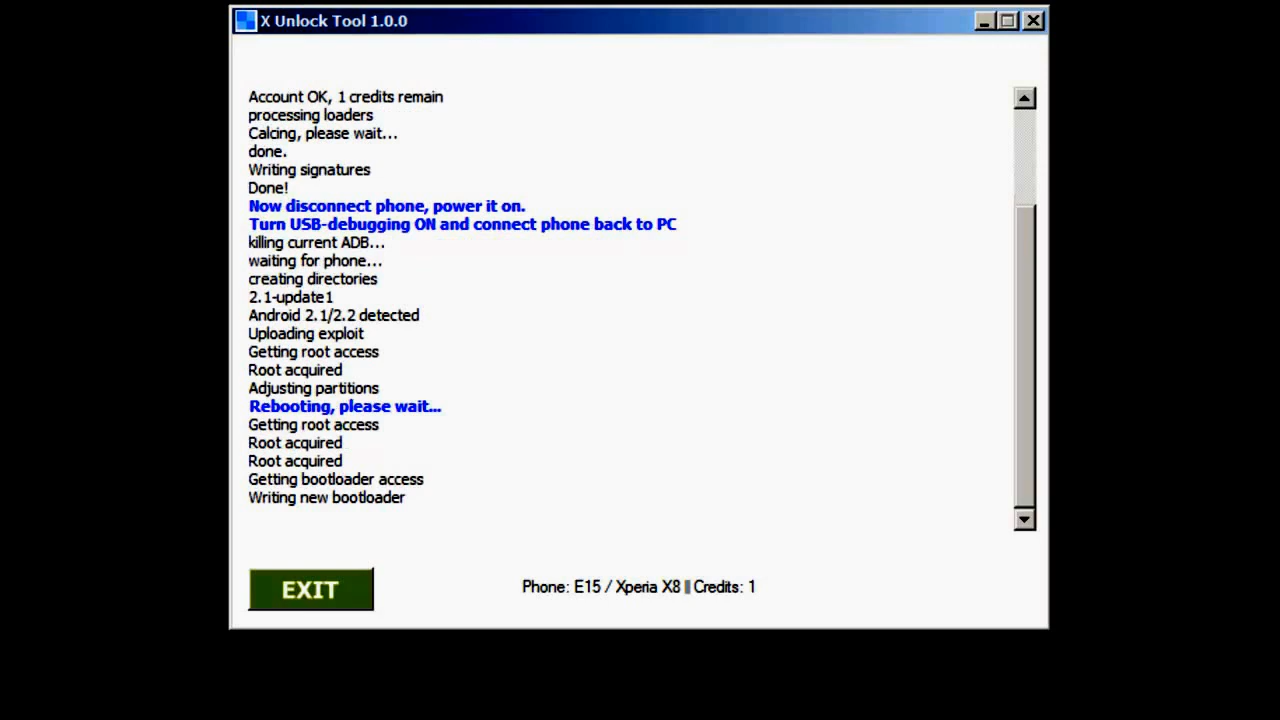 X Unlock Tool 1.0.0
Account OK, 1 credits remain
processing loaders
Calcing, please wait...
done.
Writing signatures
Done!
Now disconnect phone, power it on.
Turn USB-debugging ON and connect phone back to PC
killing current ADB...
waiting for phone...
creating directories
2.1-update1
Android 2.1/2.2 detected
Uploading exploit
Getting root access
Root acquired
Adjusting partitions
Rebooting, please wait...
Getting root access
Root acquired
Root acquired
Getting bootloader access
Writing new bootloader
EXIT
Phone: E15 / Xperia X8 || Credits: 1